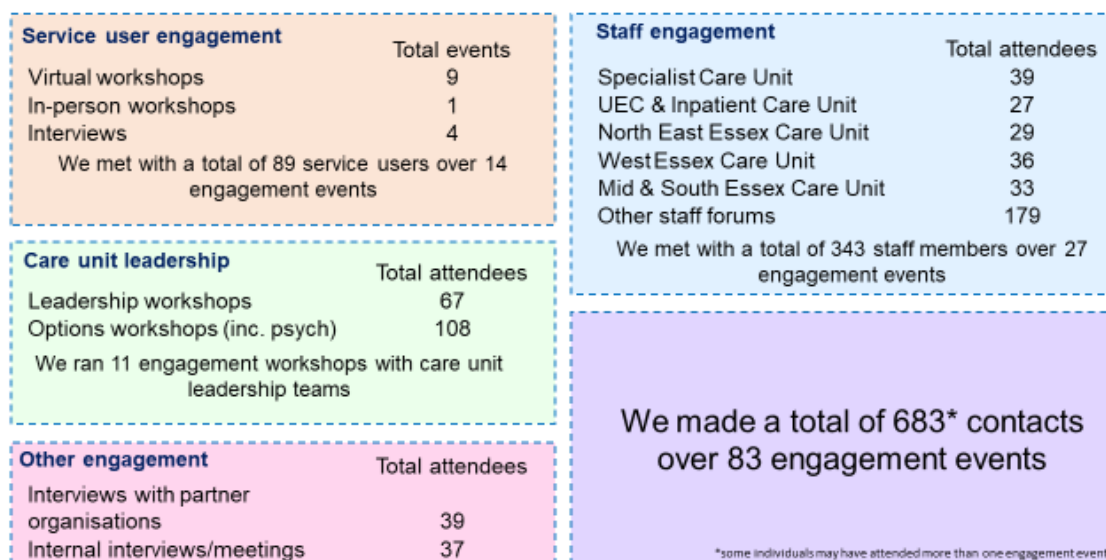 Service user engagement
Total events
Virtual workshops 9
In-person workshops 1
Interviews 4
We met with a total of 89 service users over 14
engagement events
Care unit leadership
Total attendees
Leadership workshops 67
Options workshops (inc. psych) 108
We ran 11 engagement workshops with care unit
leadership teams
Other engagement
Total attendees
Interviews with partner
organisations 39
Internal interviews/meetings 37
Staff engagement
Total attendees
Specialist Care Unit 39
UEC & Inpatient Care Unit 27
North East Essex Care Unit 29
West Essex Care Unit 36
Mid & South Essex Care Unit 33
Other staff forums 179
We met with a total of 343 staff members over 27
engagement events
We made a total of 683* contacts
over 83 engagement events
*some individuals may have attended more than one engagement event